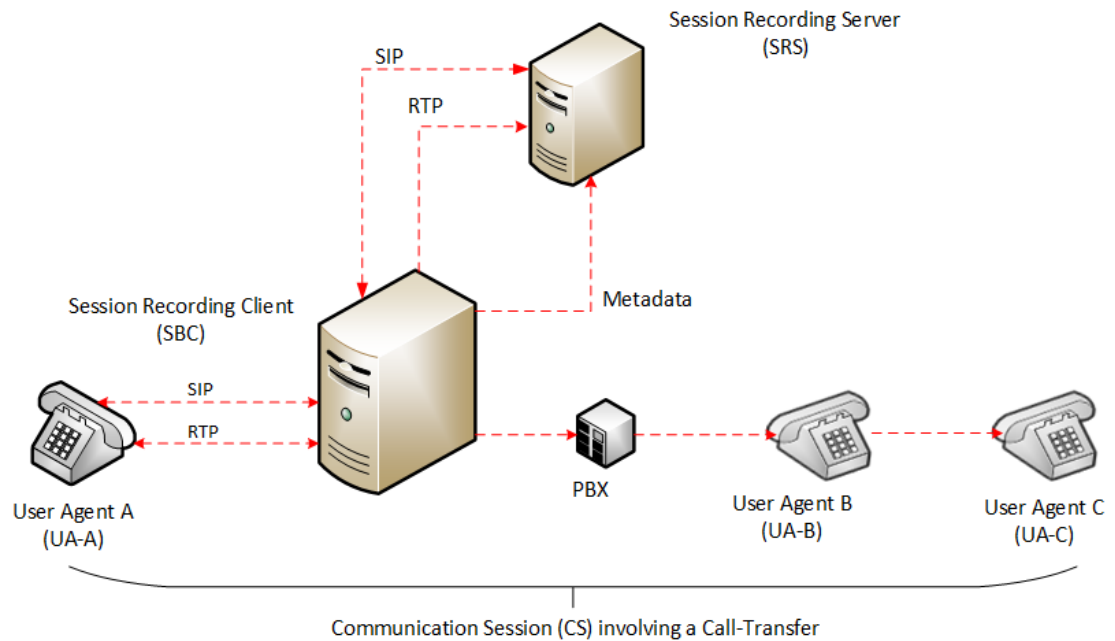 Session Recording Server
(SRS)
SIP
RTP
Session Recording Client
(SBC)
Metadata
SIP
RTP
PBX
User Agent A
(UA-A)
User Agent B
(UA-B)
User Agent C
(UA-C)
Communication Session (CS) involving a Call-Transfer